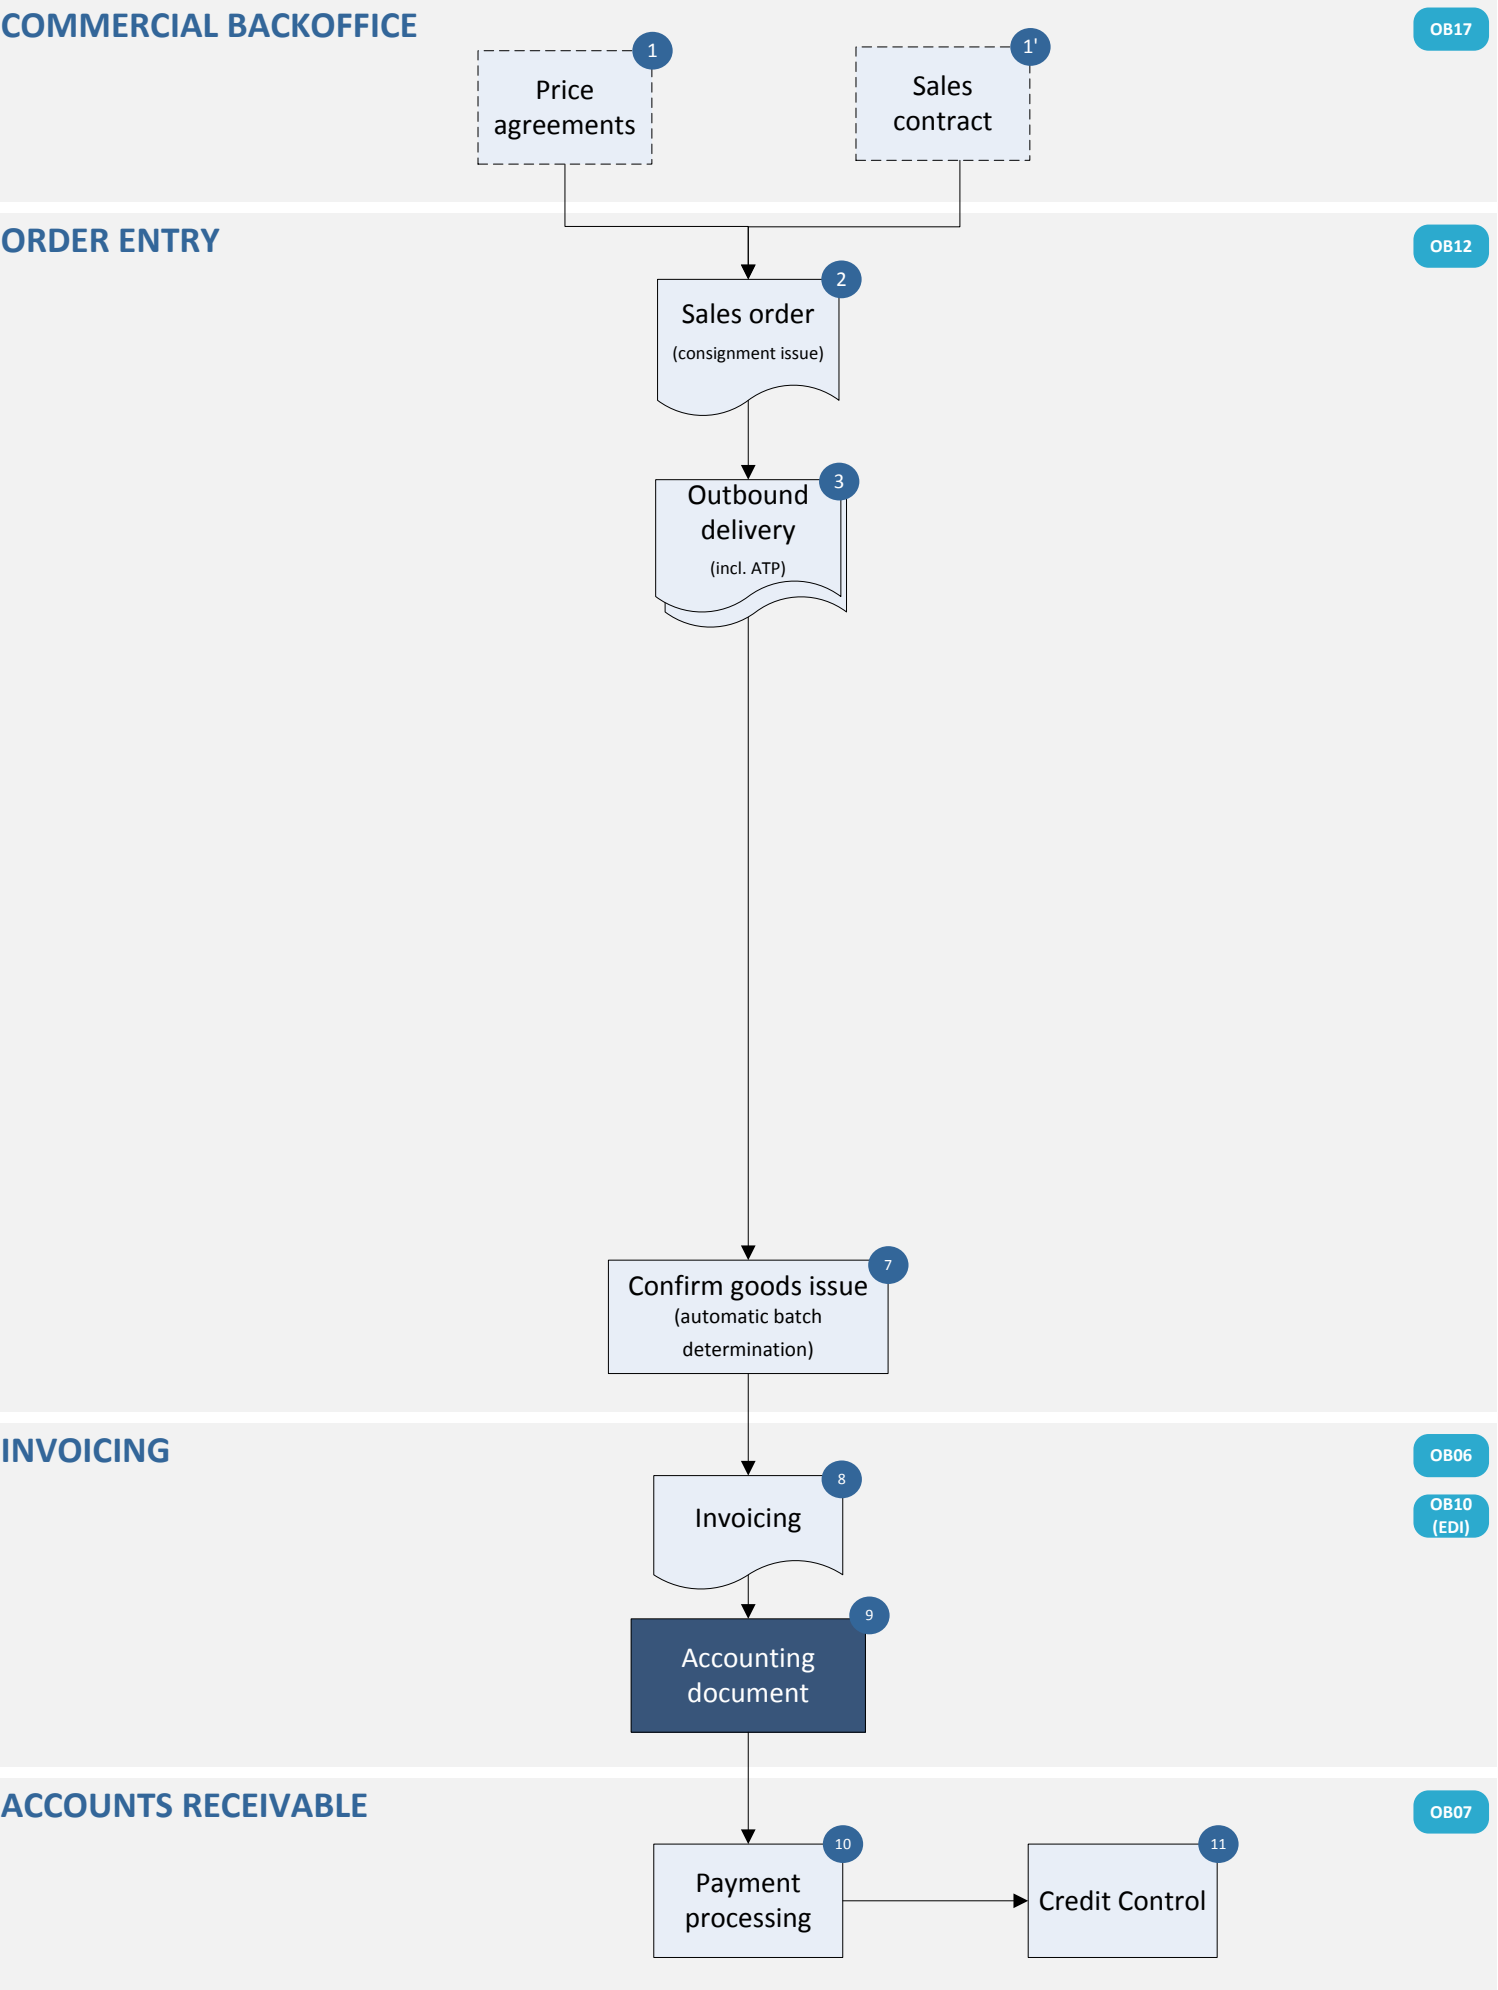 COMMERCIAL BACKOFFICE
OB17
1
Price
agreements
1'
Sales
contract
ORDER ENTRY
OB12
2
Sales order
(consignment issue)
3
Outbound
delivery
(incl. ATP)
7
Confirm goods issue
(automatic batch
determination)
INVOICING
OB06
OB10
(EDI)
8
Invoicing
9
Accounting
document
ACCOUNTS RECEIVABLE
OB07
10
Payment
processing
11
Credit Control